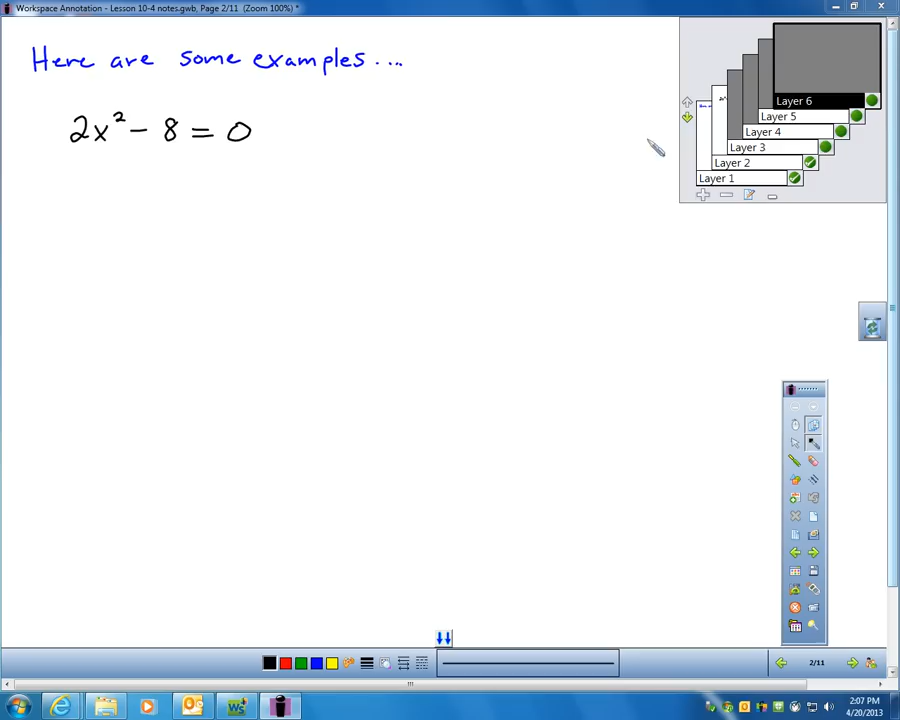 Workspace Annotation - Lesson 10-4 notes.gwb, Page 2/11 (Zoom 100%) *
Here are some examples....
2x² - 8 = 0
Layer 6
Layer 5
Layer 4
Layer 3
Layer 2
Layer 1
2/11
2:07 PM
4/20/2013